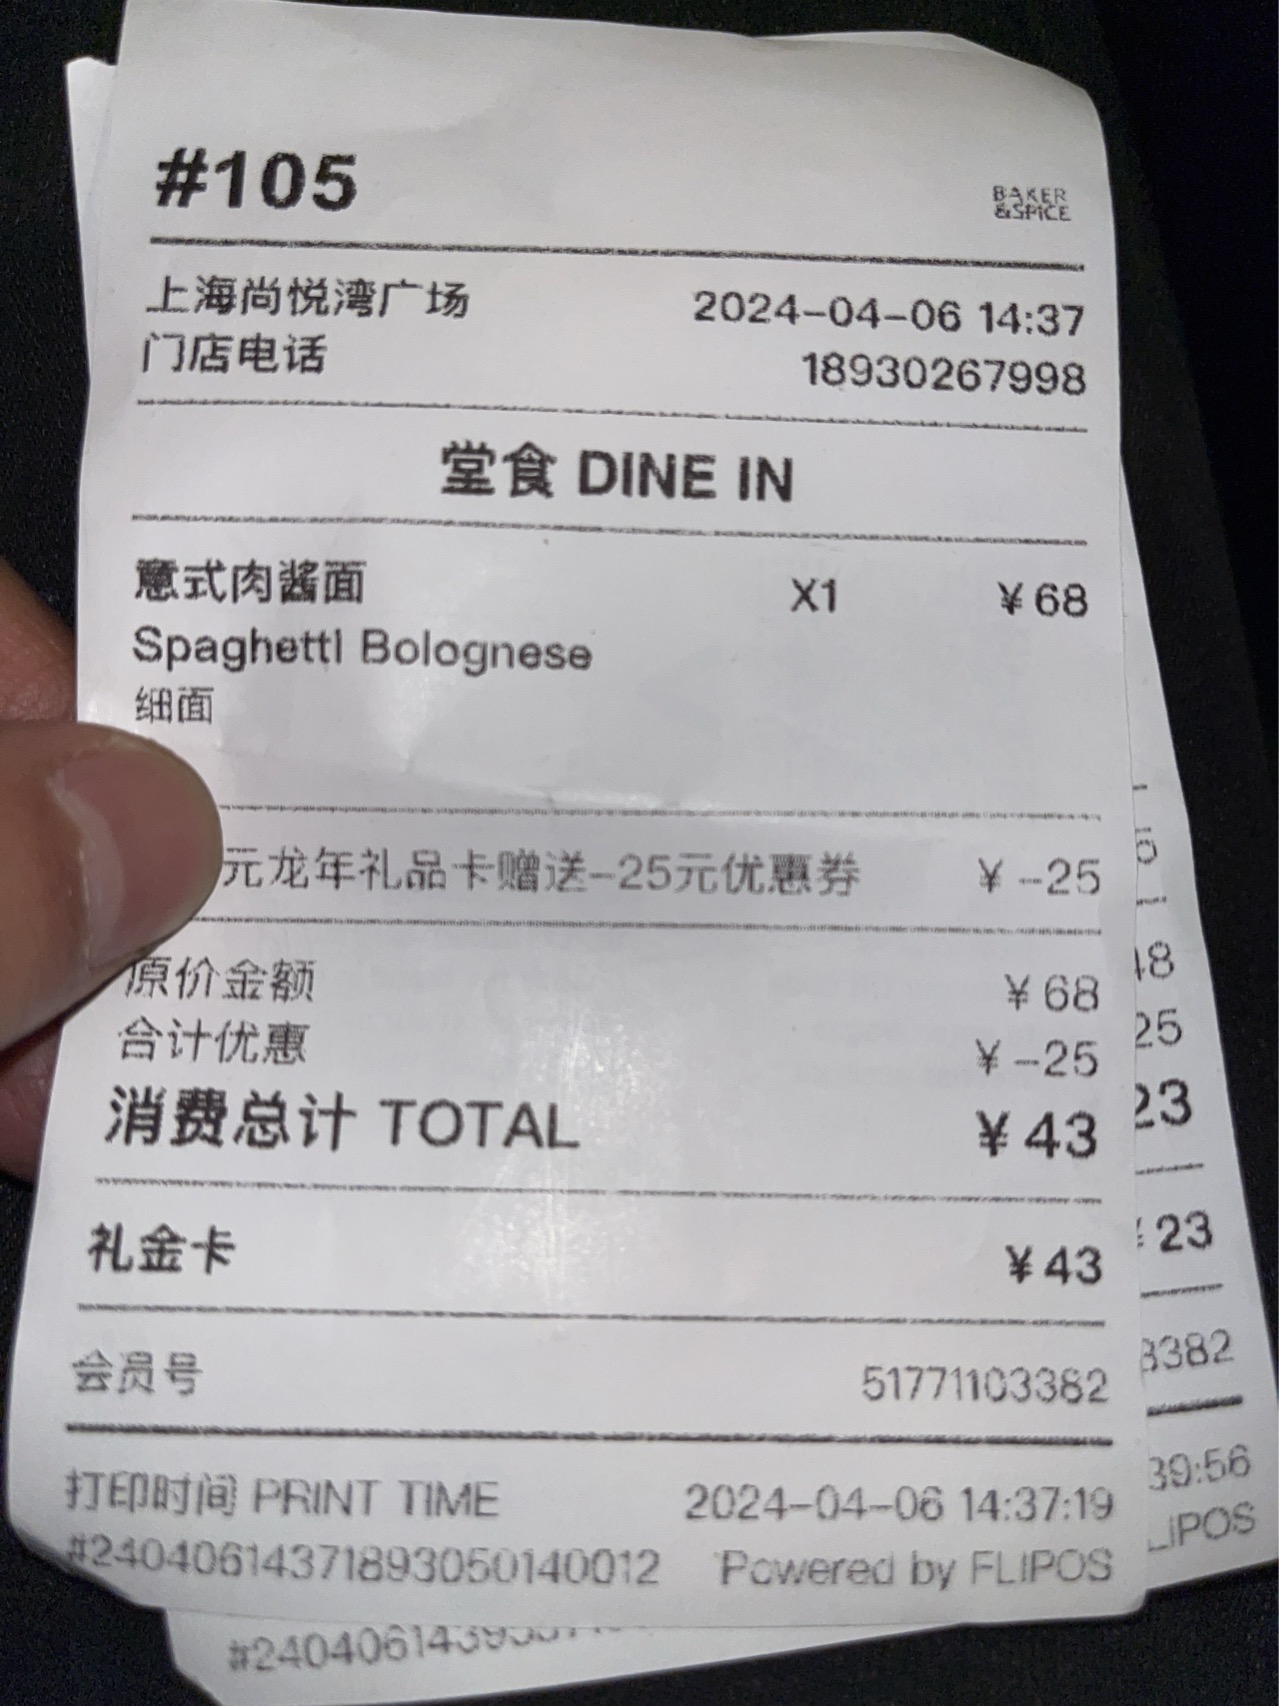 #105
BAKER
&SPICE
上海尚悦湾广场 2024-04-06 14:37
门店电话 18930267998
堂食 DINE IN
意式肉酱面 X1 ¥68
Spaghetti Bolognese
细面
元龙年礼品卡赠送-25元优惠券 ¥-25
原价金额 ¥68
合计优惠 ¥-25
消费总计 TOTAL ¥43
礼金卡 ¥43
会员号 51771103382
打印时间 PRINT TIME 2024-04-06 14:37:19
#24040614371893050140012 Powered by FLIPOS
25
23
23
3382
39:56
LIPOS
#2404061439